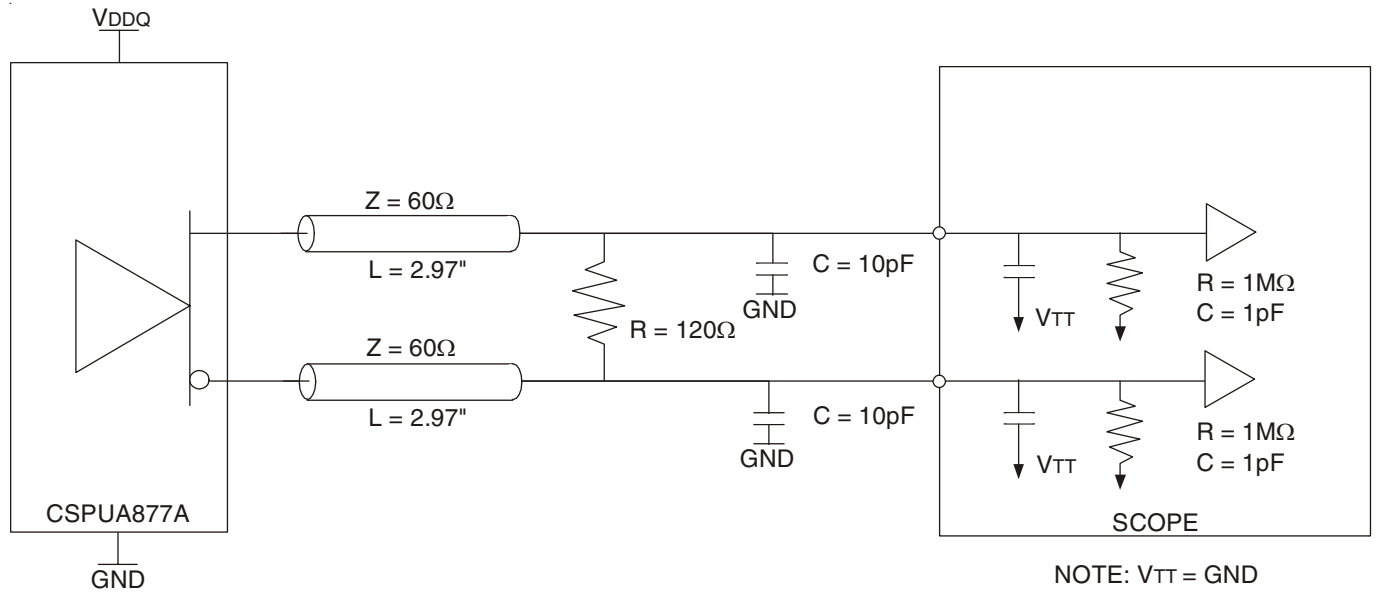 VDDQ
Z = 60Ω
L = 2.97"
C = 10pF
GND
R = 120Ω
Z = 60Ω
L = 2.97"
C = 10pF
GND
VTT
R = 1MΩ
C = 1pF
VTT
R = 1MΩ
C = 1pF
CSPUA877A
GND
SCOPE
NOTE: VTT = GND